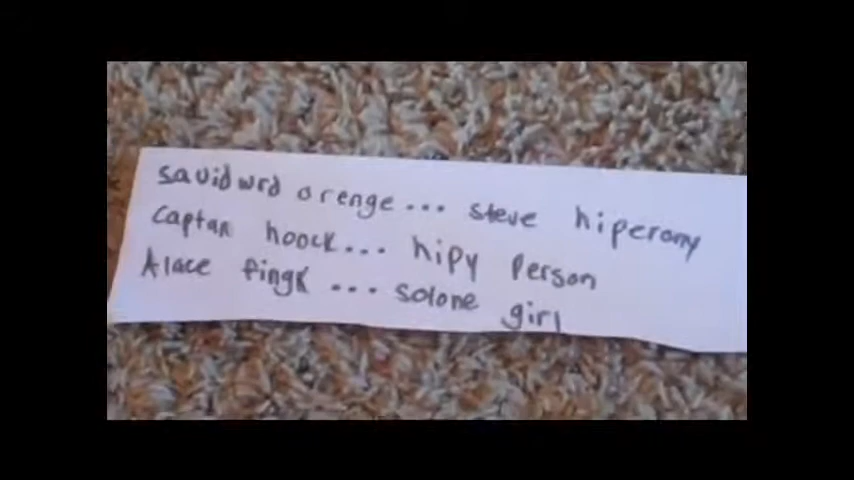 savidwrd orenge... steve hiperony
captan hoock... hipy person
Alace fingk ... solone girl